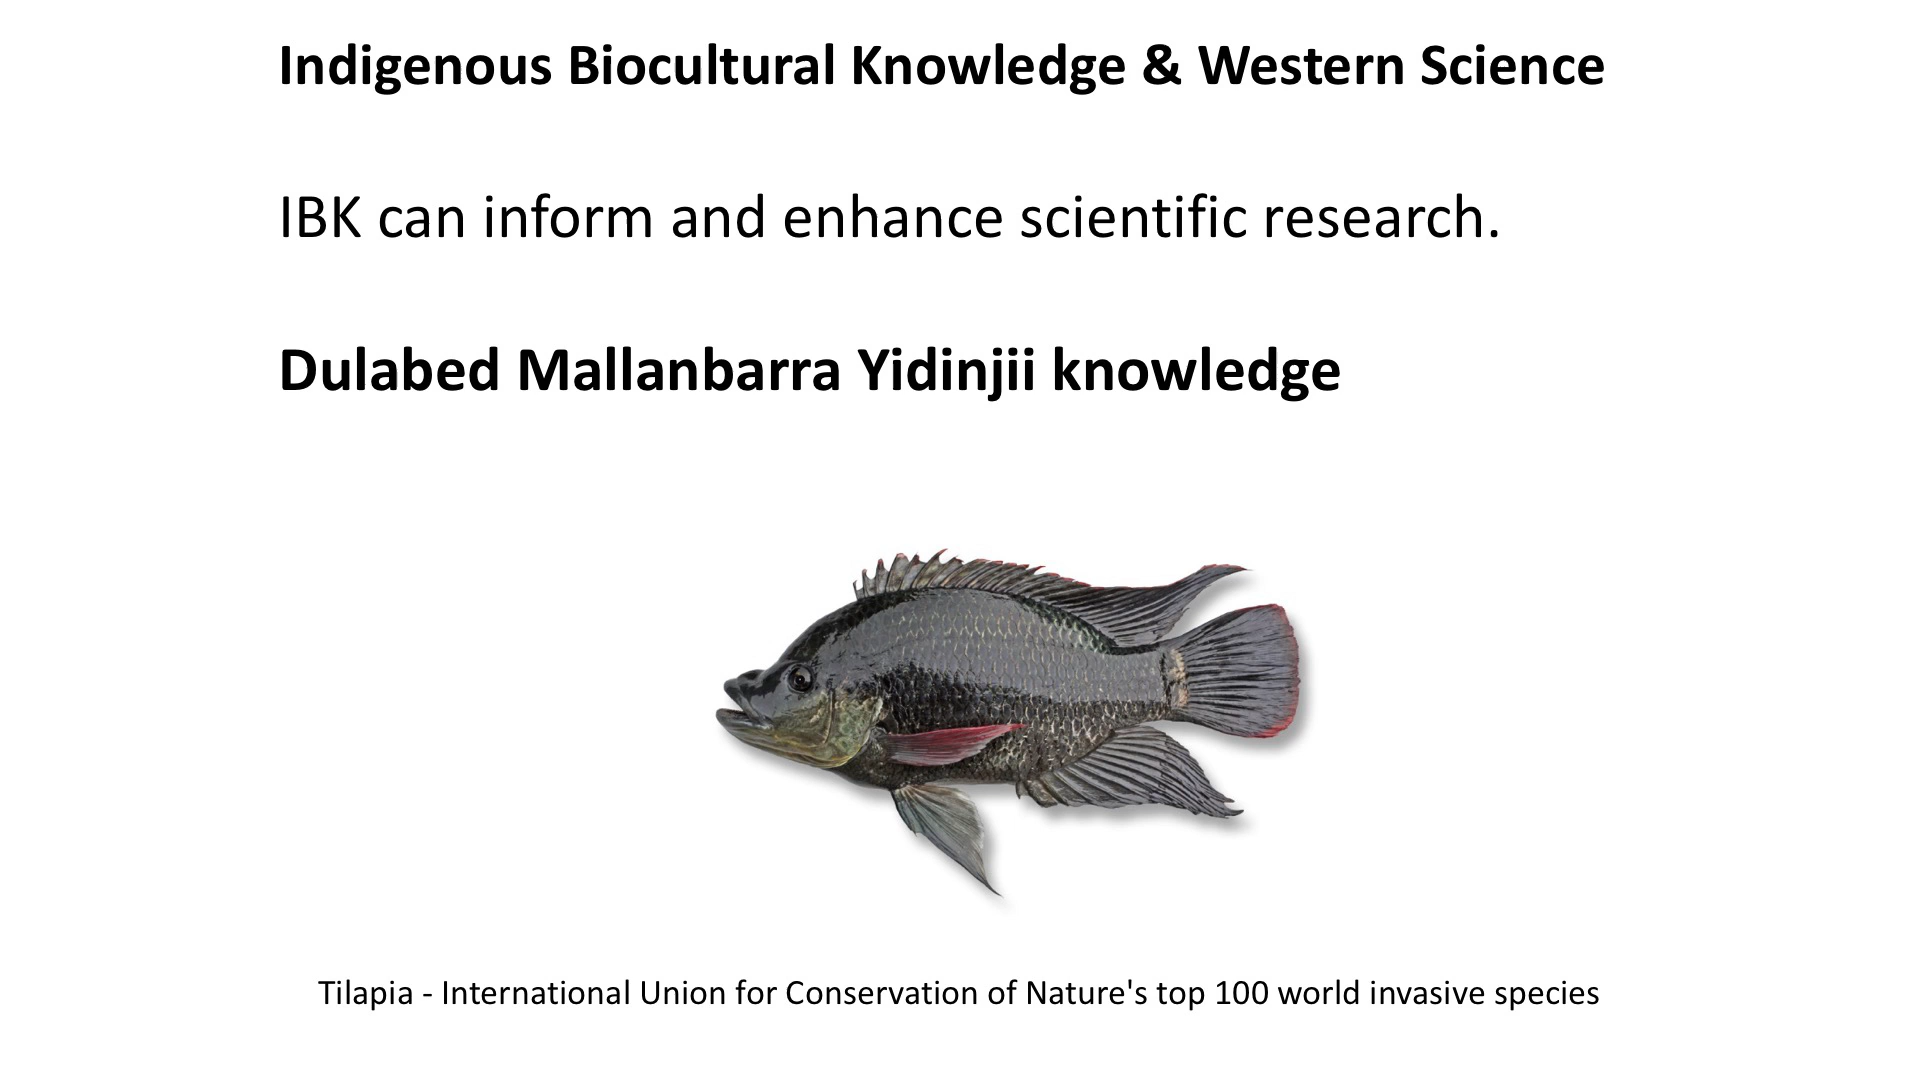 Indigenous Biocultural Knowledge & Western Science
IBK can inform and enhance scientific research.
Dulabed Mallanbarra Yidinjii knowledge
Tilapia - International Union for Conservation of Nature's top 100 world invasive species